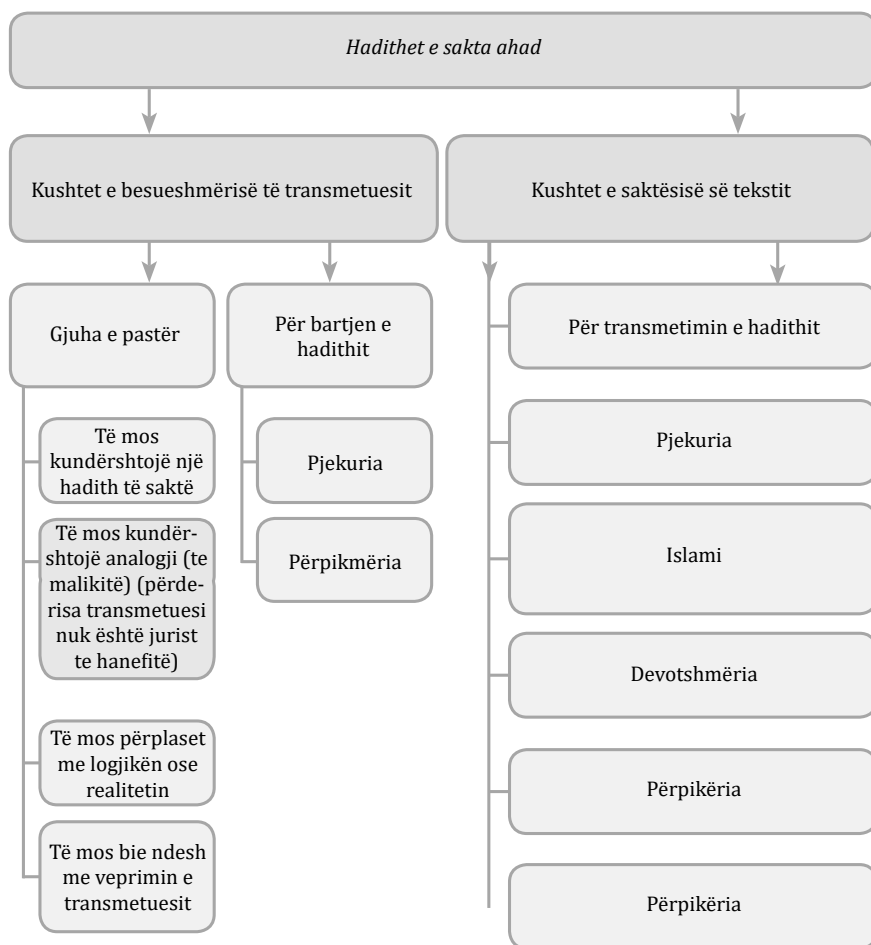 Hadithet e sakta ahad
Kushtet e besueshmërisë të transmetuesit
Kushtet e saktësisë së tekstit
Gjuha e pastër
Për bartjen e
hadithit
Për transmetimin e hadithit
Të mos
kundërshtojë një
hadith të saktë
Të mos kundër-
shtojë analogji (te
malikitë) (përde-
risa transmetuesi
nuk është jurist
te hanefitë)
Të mos përplaset
me logjikën ose
realitetin
Të mos bie ndesh
me veprimin e
transmetuesit
Pjekuria
Përpikmëria
Pjekuria
Islami
Devotshmëria
Përpikëria
Përpikëria